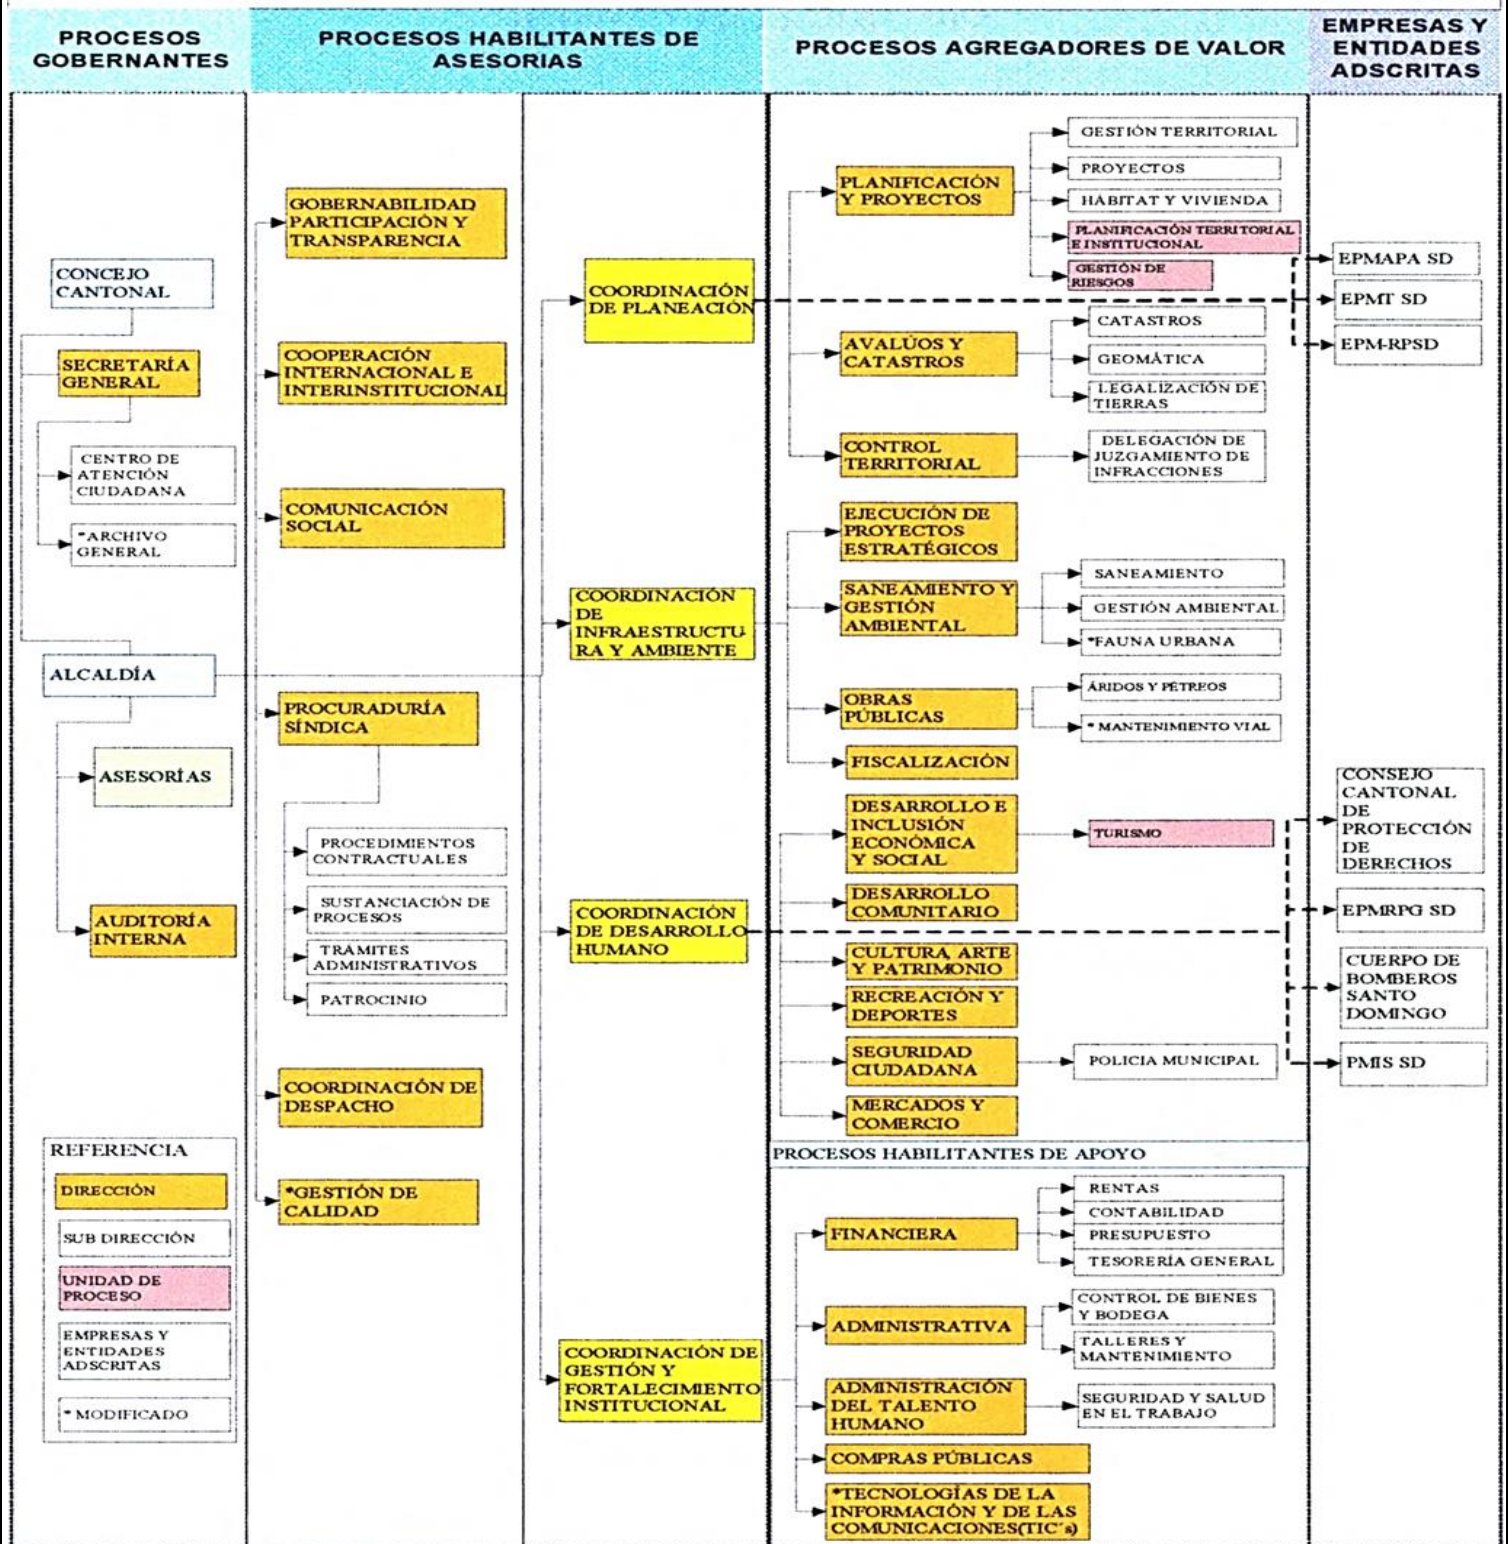 PROCESOS
GOBERNANTES
PROCESOS HABILITANTES DE
ASESORIAS
PROCESOS AGREGADORES DE VALOR
EMPRESAS Y
ENTIDADES
ADSCRITAS
CONCEJO
CANTONAL
SECRETARÍA
GENERAL
CENTRO DE
ATENCIÓN
CIUDADANA
*ARCHIVO
GENERAL
ALCALDÍA
ASESORÍAS
AUDITORÍA
INTERNA
REFERENCIA
DIRECCIÓN
SUB DIRECCIÓN
UNIDAD DE
PROCESO
EMPRESAS Y
ENTIDADES
ADSCRITAS
* MODIFICADO
GOBERNABILIDAD,
PARTICIPACIÓN Y
TRANSPARENCIA
COOPERACIÓN
INTERNACIONAL E
INTERINSTITUCIONAL
COMUNICACIÓN
SOCIAL
PROCURADURÍA
SÍNDICA
PROCEDIMIENTOS
CONTRACTUALES
SUSTANCIACIÓN DE
PROCESOS
TRAMITES
ADMINISTRATIVOS
PATROCINIO
COORDINACIÓN DE
DESPACHO
*GESTIÓN DE
CALIDAD
COORDINACIÓN
DE PLANEACIÓN
COORDINACIÓN
DE
INFRAESTRUCTU-
RA Y AMBIENTE
COORDINACIÓN
DE DESARROLLO
HUMANO
COORDINACIÓN DE
GESTIÓN Y
FORTALECIMIENTO
INSTITUCIONAL
PLANIFICACIÓN
Y PROYECTOS
GESTIÓN TERRITORIAL
PROYECTOS
HÁBITAT Y VIVIENDA
PLANIFICACIÓN TERRITORIAL
E INSTITUCIONAL
GESTIÓN DE
RIESGOS
AVALÚOS Y
CATASTROS
CATASTROS
GEOMÁTICA
LEGALIZACIÓN DE
TIERRAS
CONTROL
TERRITORIAL
DELEGACIÓN DE
JUZGAMIENTO DE
INFRACCIONES
EJECUCIÓN DE
PROYECTOS
ESTRATÉGICOS
SANEAMIENTO Y
GESTIÓN
AMBIENTAL
SANEAMIENTO
GESTIÓN AMBIENTAL
*FAUNA URBANA
OBRAS
PÚBLICAS
ÁRIDOS Y PÉTREOS
* MANTENIMIENTO VIAL
FISCALIZACIÓN
DESARROLLO E
INCLUSIÓN
ECONÓMICA
Y SOCIAL
TURISMO
DESARROLLO
COMUNITARIO
CULTURA, ARTE
Y PATRIMONIO
RECREACIÓN Y
DEPORTES
SEGURIDAD
CIUDADANA
POLICIA MUNICIPAL
MERCADOS Y
COMERCIO
PROCESOS HABILITANTES DE APOYO
FINANCIERA
RENTAS
CONTABILIDAD
PRESUPUESTO
TESORERÍA GENERAL
ADMINISTRATIVA
CONTROL DE BIENES
Y BODEGA
TALLERES Y
MANTENIMIENTO
ADMINISTRACIÓN
DEL TALENTO
HUMANO
SEGURIDAD Y SALUD
EN EL TRABAJO
COMPRAS PÚBLICAS
*TECNOLOGÍAS DE LA
INFORMACIÓN Y DE LAS
COMUNICACIONES(TIC´s)
EPMAPA SD
EPMT SD
EPM-RPSD
CONSEJO
CANTONAL
DE
PROTECCIÓN
DE
DERECHOS
EPMRPG SD
CUERPO DE
BOMBEROS
SANTO
DOMINGO
PMIS SD